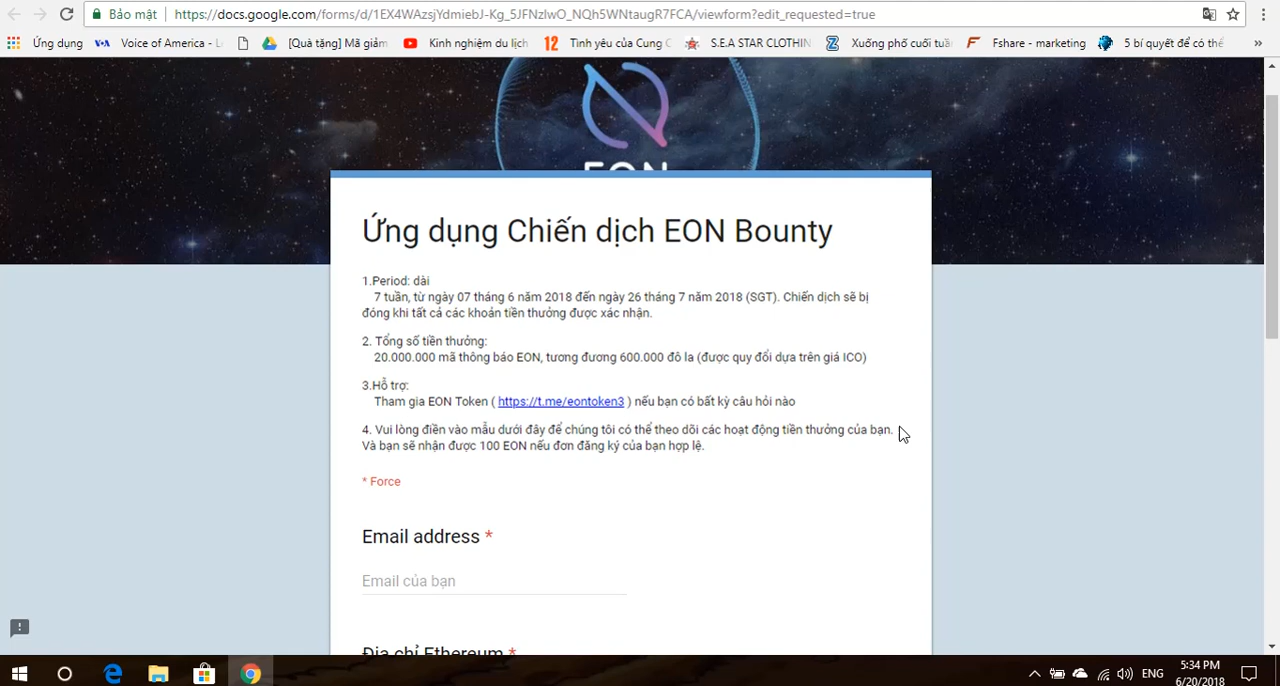 Bảo mật
https://docs.google.com/forms/d/1EX4WAzsjYdmiebJ-Kg_5JFNzlwO_NQh5WNtaugR7FCA/viewform?edit_requested=true
Ứng dụng
VOA Voice of America - L
[Quà tặng] Mã giảm
Kinh nghiệm du lịch
12 Tình yêu của Cung
S.E.A STAR CLOTHIN
Z Xuống phố cuối tuần
F Fshare - marketing
5 bí quyết để có thể
»
EON
Ứng dụng Chiến dịch EON Bounty
1.Period: dài
7 tuần, từ ngày 07 tháng 6 năm 2018 đến ngày 26 tháng 7 năm 2018 (SGT). Chiến dịch sẽ bị
đóng khi tất cả các khoản tiền thưởng được xác nhận.
2. Tổng số tiền thưởng:
20.000.000 mã thông báo EON, tương đương 600.000 đô la (được quy đổi dựa trên giá ICO)
3.Hỗ trợ:
Tham gia EON Token ( https://t.me/eontoken3 ) nếu bạn có bất kỳ câu hỏi nào
4. Vui lòng điền vào mẫu dưới đây để chúng tôi có thể theo dõi các hoạt động tiền thưởng của bạn.
Và bạn sẽ nhận được 100 EON nếu đơn đăng ký của bạn hợp lệ.
* Force
Email address *
Email của bạn
Địa chỉ Ethereum *
ENG
5:34 PM
6/20/2018